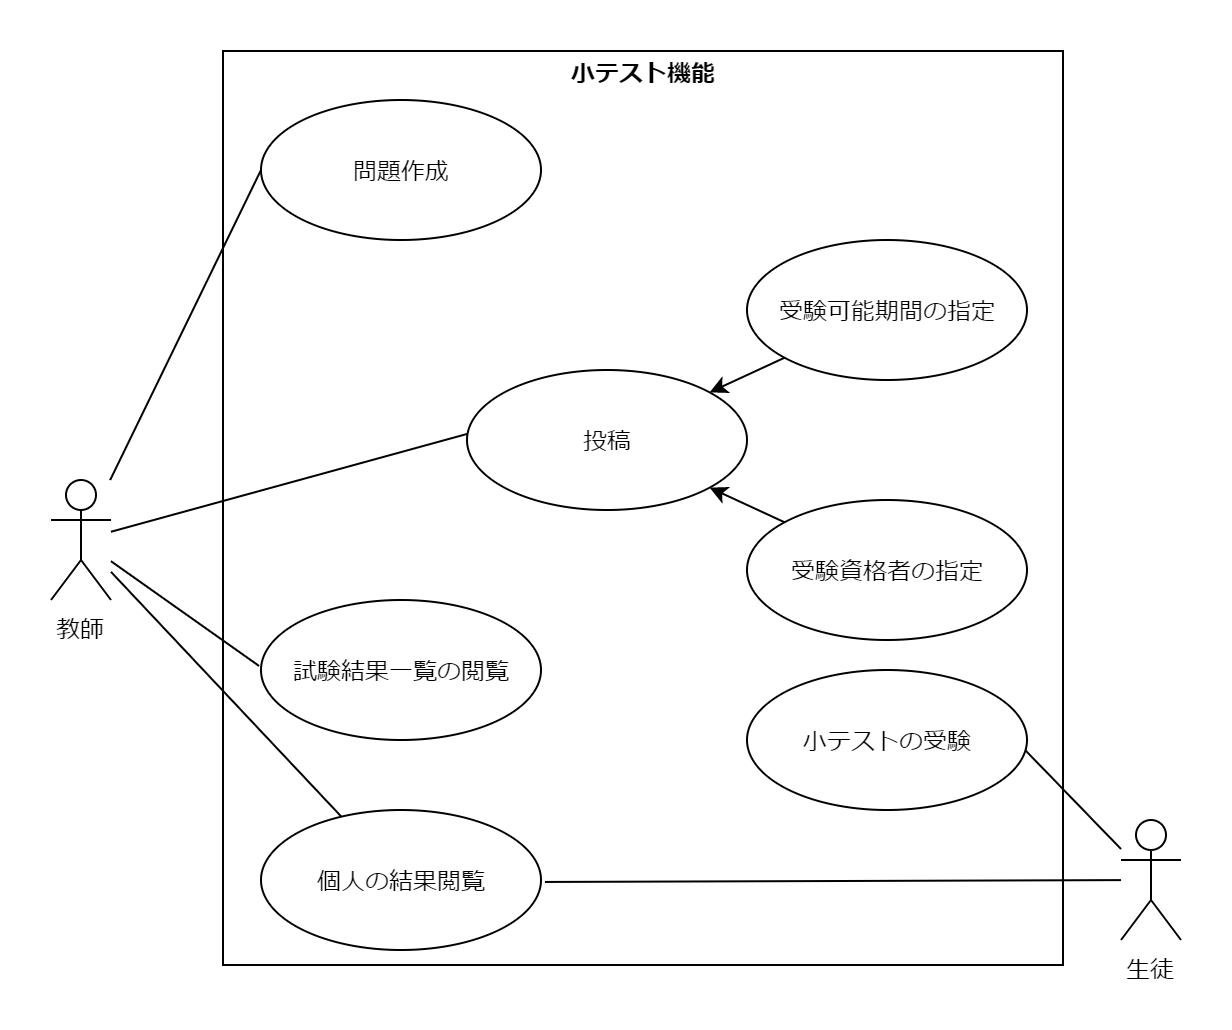 小テスト機能
問題作成
受験可能期間の指定
投稿
受験資格者の指定
教師
試験結果一覧の閲覧
小テストの受験
個人の結果閲覧
生徒